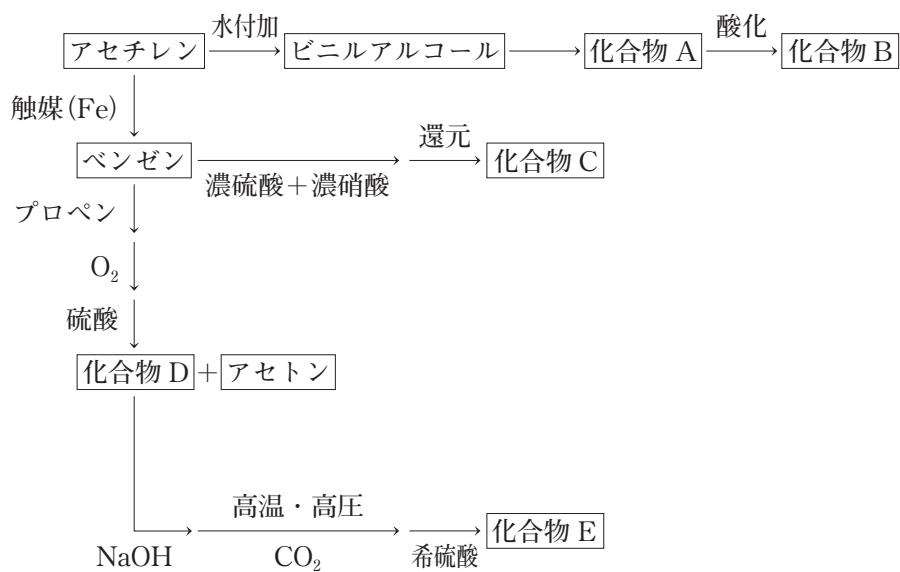 水付加
アセチレン ビニルアルコール 化合物 A 酸化 化合物 B
触媒(Fe)
ベンゼン 濃硫酸+濃硝酸 還元 化合物 C
プロペン
O₂
硫酸
化合物 D + アセトン
高温・高圧
NaOH CO₂ 希硫酸 化合物 E